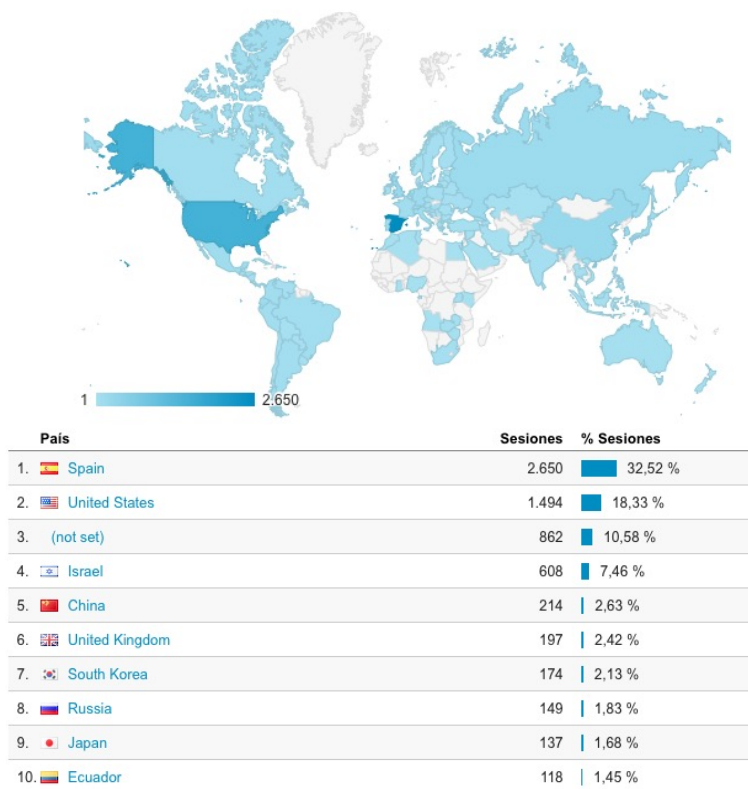 1 2.650
País Sesiones % Sesiones
1. Spain 2.650 32,52 %
2. United States 1.494 18,33 %
3. (not set) 862 10,58 %
4. Israel 608 7,46 %
5. China 214 2,63 %
6. United Kingdom 197 2,42 %
7. South Korea 174 2,13 %
8. Russia 149 1,83 %
9. Japan 137 1,68 %
10. Ecuador 118 1,45 %